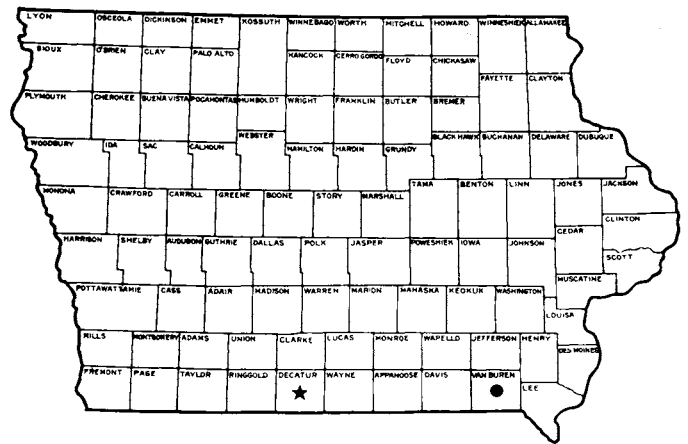 LYON OSCEOLA DICKINSON EMMET KOSSUTH WINNEBAGO WORTH MITCHELL HOWARD WINNESHIEK ALLAMAKEE
SIOUX O'BRIEN CLAY PALO ALTO HANCOCK CERRO GORDO FLOYD CHICKASAW
FAYETTE CLAYTON
PLYMOUTH CHEROKEE BUENA VISTA POCAHONTAS HUMBOLDT WRIGHT FRANKLIN BUTLER BREMER
WEBSTER BLACK HAWK BUCHANAN DELAWARE DUBUQUE
WOODBURY IDA SAC CALHOUN HAMILTON HARDIN GRUNDY
TAMA BENTON LINN JONES JACKSON
MONONA CRAWFORD CARROLL GREENE BOONE STORY MARSHALL
CLINTON
CEDAR
HARRISON SHELBY AUDUBON GUTHRIE DALLAS POLK JASPER POWESHIEK IOWA JOHNSON
SCOTT
MUSCATINE
POTTAWATTAMIE CASS ADAIR MADISON WARREN MARION MAHASKA KEOKUK WASHINGTON
LOUISA
MILLS MONTGOMERY ADAMS UNION CLARKE LUCAS MONROE WAPELLO JEFFERSON HENRY
DES MOINES
FREMONT PAGE TAYLOR RINGGOLD DECATUR WAYNE APPANOOSE DAVIS VAN BUREN
LEE